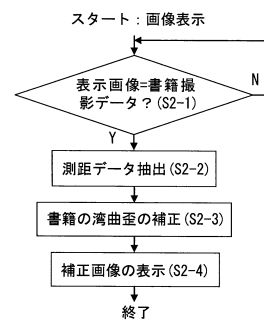 スタート：画像表示
表示画像=書籍撮
影データ？(S2-1)
N
Y
測距データ抽出(S2-2)
書籍の湾曲歪の補正(S2-3)
補正画像の表示(S2-4)
終了